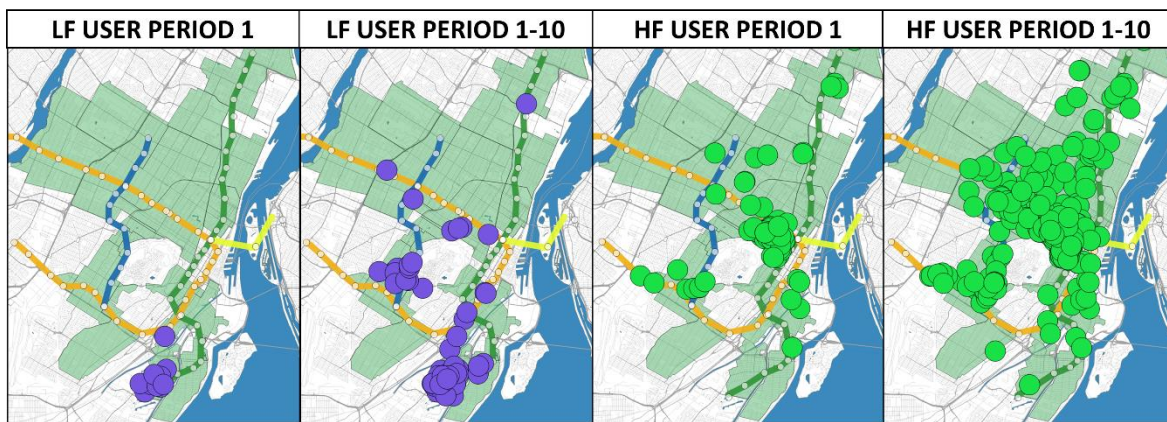 LF USER PERIOD 1
LF USER PERIOD 1-10
HF USER PERIOD 1
HF USER PERIOD 1-10